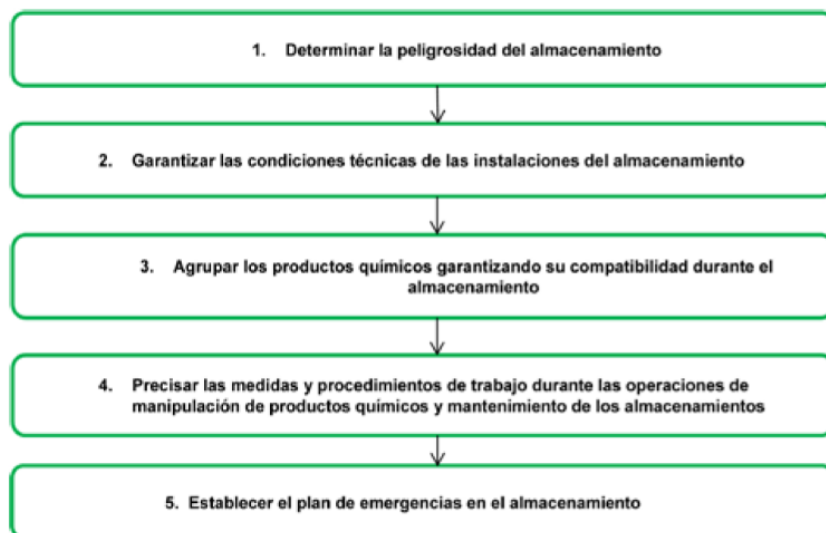 1. Determinar la peligrosidad del almacenamiento
2. Garantizar las condiciones técnicas de las instalaciones del almacenamiento
3. Agrupar los productos químicos garantizando su compatibilidad durante el
almacenamiento
4. Precisar las medidas y procedimientos de trabajo durante las operaciones de
manipulación de productos químicos y mantenimiento de los almacenamientos
5. Establecer el plan de emergencias en el almacenamiento